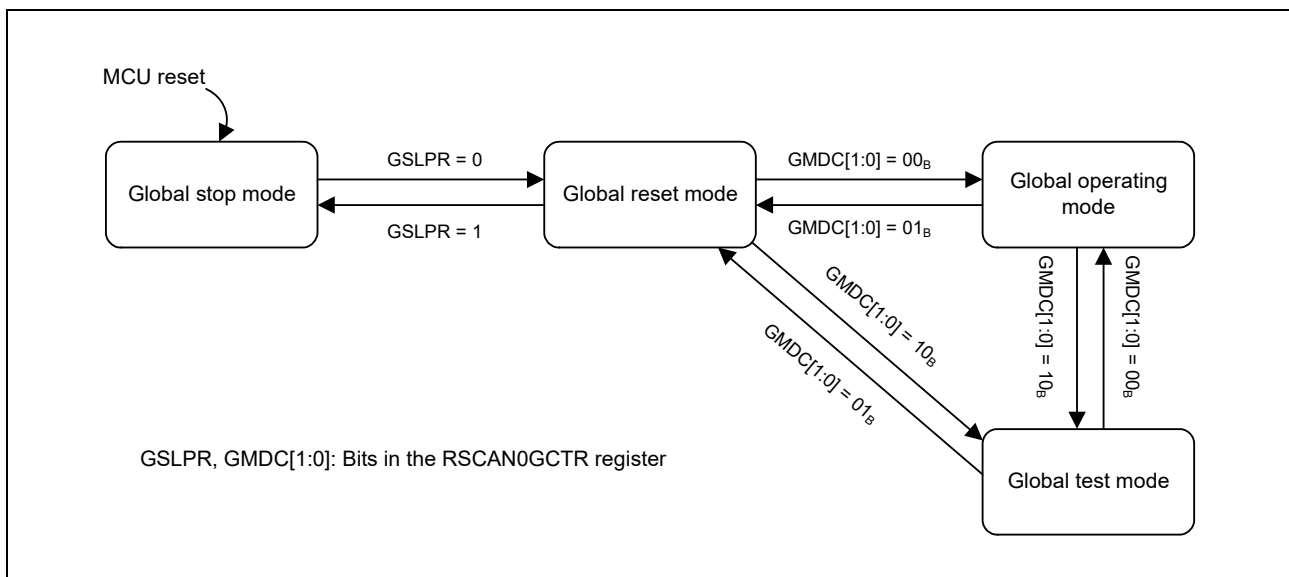 MCU reset
Global stop mode
GSLPR = 0
GSLPR = 1
Global reset mode
GMDC[1:0] = 00B
GMDC[1:0] = 01B
Global operating
mode
GMDC[1:0] = 10B
GMDC[1:0] = 01B
GMDC[1:0] = 10B
GMDC[1:0] = 00B
Global test mode
GSLPR, GMDC[1:0]: Bits in the RSCAN0GCTR register